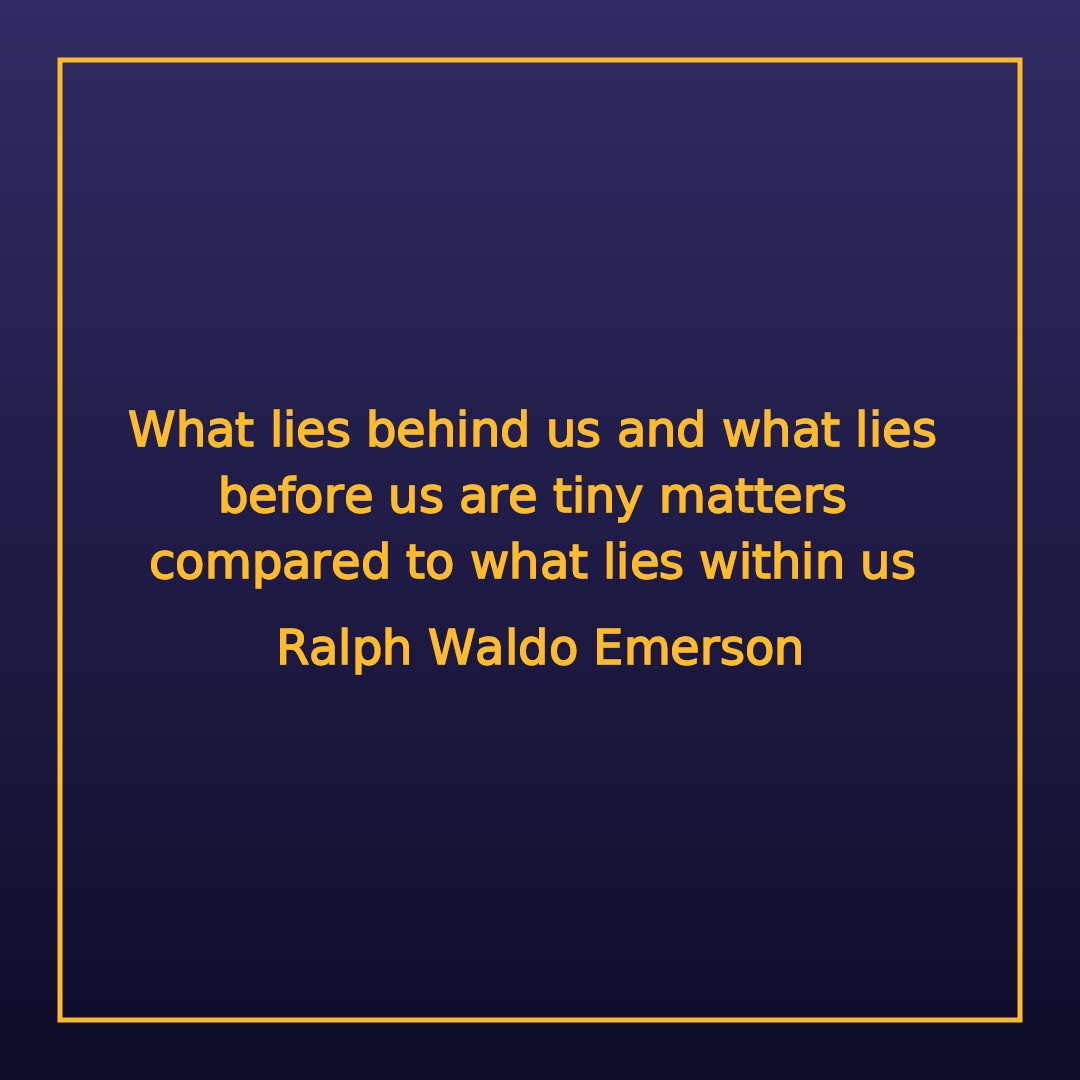 What lies behind us and what lies
before us are tiny matters
compared to what lies within us
Ralph Waldo Emerson